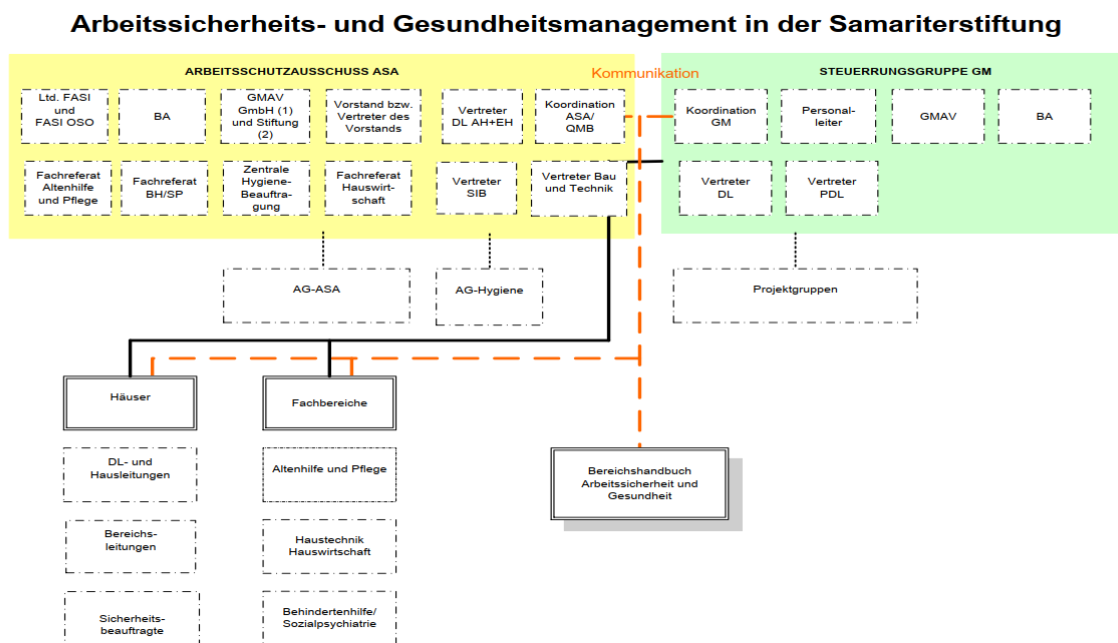 Arbeitssicherheits- und Gesundheitsmanagement in der Samariterstiftung
ARBEITSSCHUTZAUSSCHUSS ASA
Kommunikation
STEUERRUNGSGRUPPE GM
Ltd. FASI
und
FASI OSO
BA
GMAV
GmbH (1)
und Stiftung
(2)
Vorstand bzw.
Vertreter des
Vorstands
Vertreter
DL AH+EH
Koordination
ASA/
QMB
Koordination
GM
Personal-
leiter
GMAV
BA
Fachreferat
Altenhilfe
und Pflege
Fachreferat
BH/SP
Zentrale
Hygiene-
Beauftra-
gung
Fachreferat
Hauswirt-
schaft
Vertreter
SIB
Vertreter Bau
und Technik
Vertreter
DL
Vertreter
PDL
AG-ASA
AG-Hygiene
Projektgruppen
Häuser
Fachbereiche
DL- und
Hausleitungen
Altenhilfe und Pflege
Bereichshandbuch
Arbeitssicherheit und
Gesundheit
Bereichs-
leitungen
Haustechnik
Hauswirtschaft
Sicherheits-
beauftragte
Behindertenhilfe/
Sozialpsychiatrie